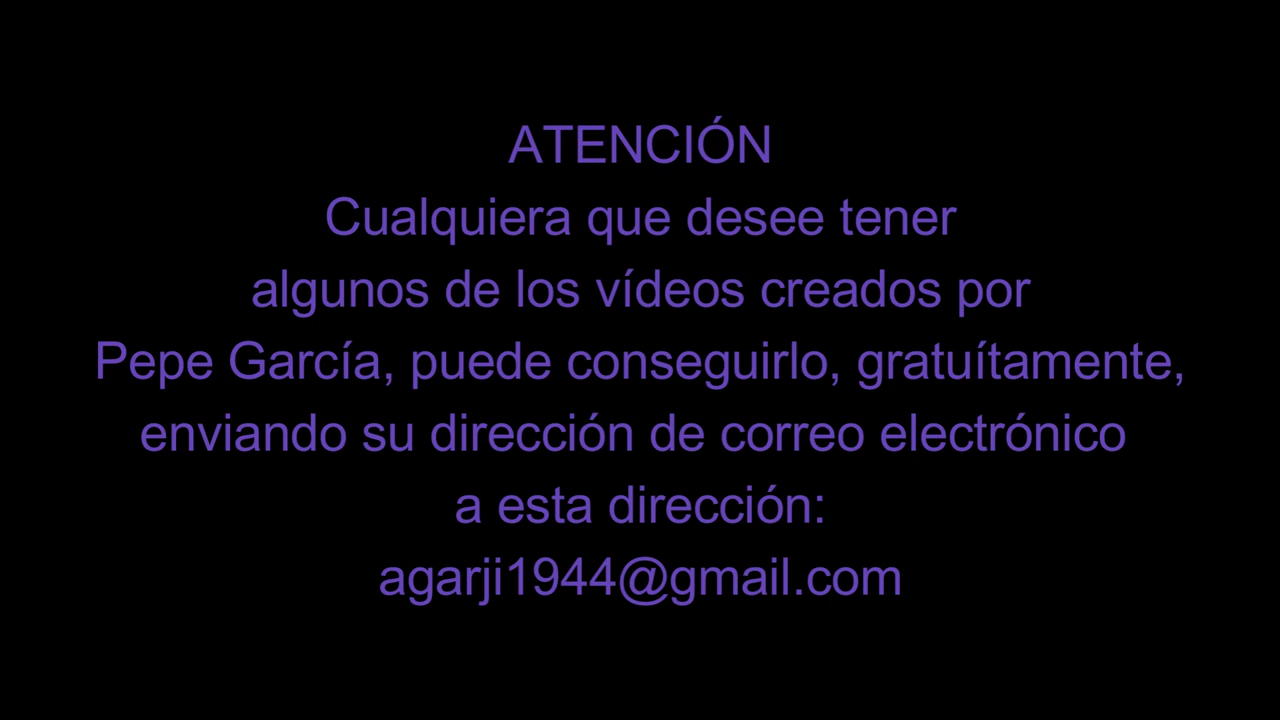 ATENCIÓN
Cualquiera que desee tener
algunos de los vídeos creados por
Pepe García, puede conseguirlo, gratuítamente,
enviando su dirección de correo electrónico
a esta dirección:
agarji1944@gmail.com